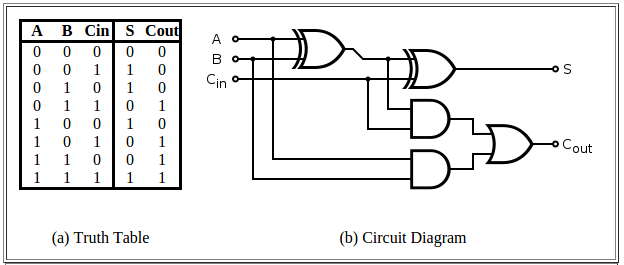 A B Cin S Cout
0 0 0 0 0
0 0 1 1 0
0 1 0 1 0
0 1 1 0 1
1 0 0 1 0
1 0 1 0 1
1 1 0 0 1
1 1 1 1 1
(a) Truth Table
A
B
Cin
S
Cout
(b) Circuit Diagram